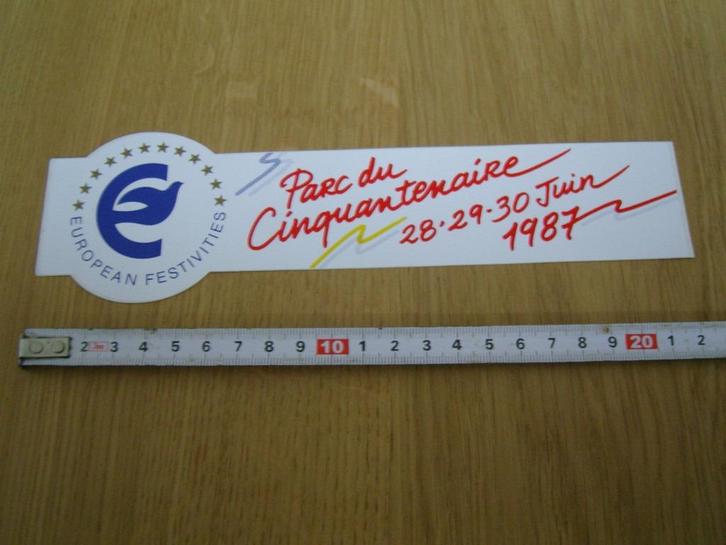 EUROPEAN FESTIVITIES
Parc du
Cinquantenaire
28·29·30 Juin
1987
2 3 4 5 6 7 8 9 10 1 2 3 4 5 6 7 8 9 20 1 2